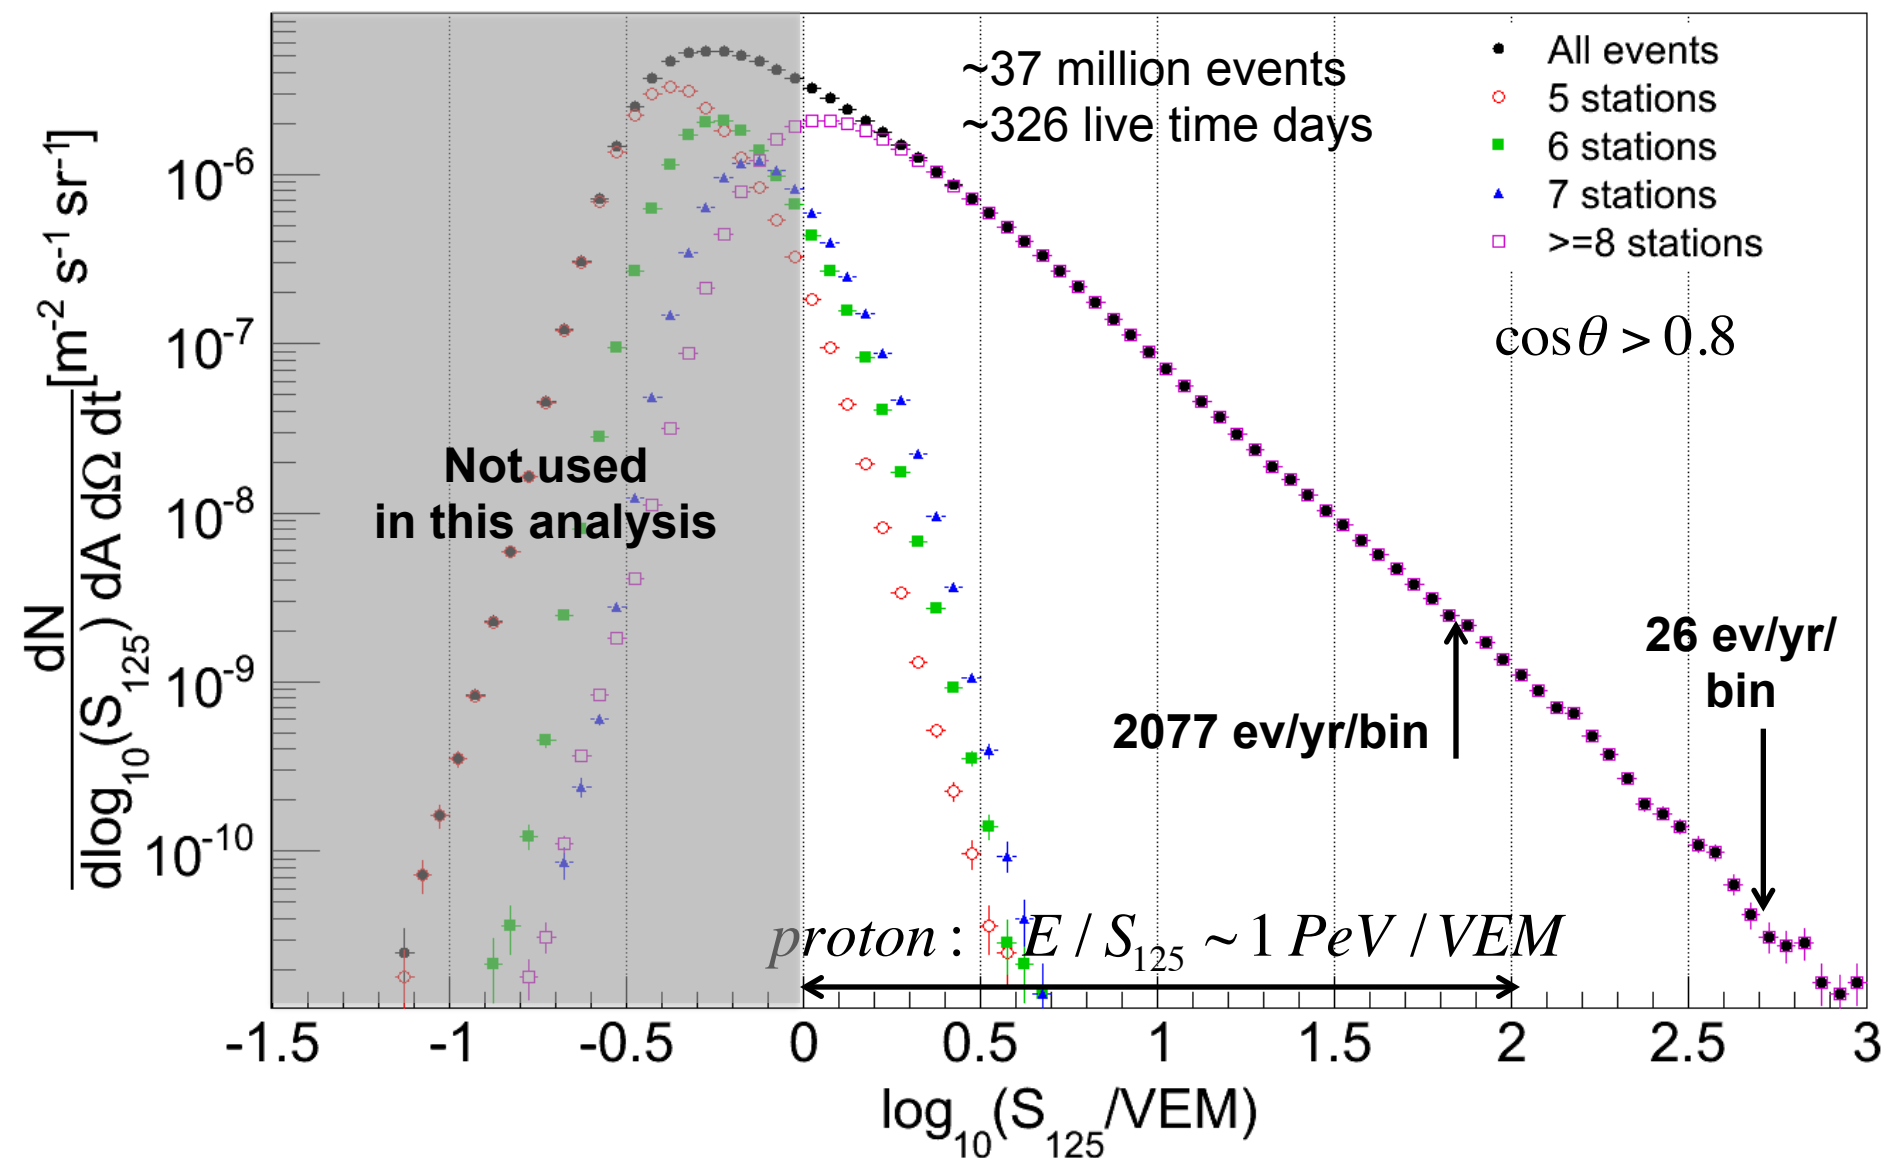 ~37 million events
~326 live time days
All events
5 stations
6 stations
7 stations
>=8 stations
cosθ > 0.8
Not used
in this analysis
2077 ev/yr/bin
26 ev/yr/
bin
proton: E / S₁₂₅ ~ 1 PeV / VEM
dN
dlog₁₀(S₁₂₅) dA dΩ dt
[m⁻² s⁻¹ sr⁻¹]
10⁻⁶
10⁻⁷
10⁻⁸
10⁻⁹
10⁻¹⁰
-1.5 -1 -0.5 0 0.5 1 1.5 2 2.5 3
log₁₀(S₁₂₅/VEM)